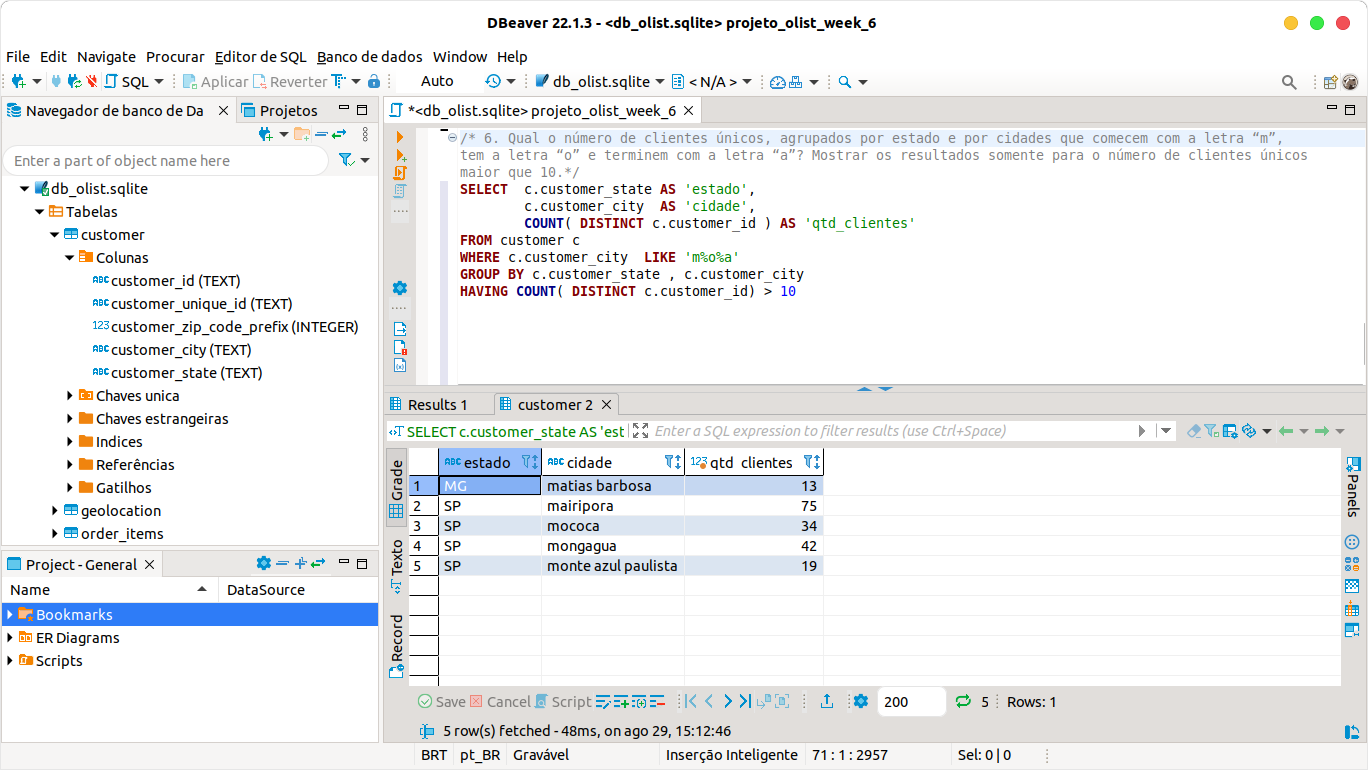 DBeaver 22.1.3 - <db_olist.sqlite> projeto_olist_week_6
File Edit Navigate Procurar Editor de SQL Banco de dados Window Help
SQL Aplicar Reverter Auto db_olist.sqlite < N/A >
Navegador de banco de Da Projetos
Enter a part of object name here
db_olist.sqlite
Tabelas
customer
Colunas
ABC customer_id (TEXT)
ABC customer_unique_id (TEXT)
123 customer_zip_code_prefix (INTEGER)
ABC customer_city (TEXT)
ABC customer_state (TEXT)
Chaves unica
Chaves estrangeiras
Indices
Referências
Gatilhos
geolocation
order_items
Project - General
Name DataSource
Bookmarks
ER Diagrams
Scripts
*<db_olist.sqlite> projeto_olist_week_6
/* 6. Qual o número de clientes únicos, agrupados por estado e por cidades que comecem com a letra “m”,
tem a letra “o” e terminem com a letra “a”? Mostrar os resultados somente para o número de clientes únicos
maior que 10.*/
SELECT c.customer_state AS 'estado',
c.customer_city AS 'cidade',
COUNT( DISTINCT c.customer_id ) AS 'qtd_clientes'
FROM customer c
WHERE c.customer_city LIKE 'm%o%a'
GROUP BY c.customer_state , c.customer_city
HAVING COUNT( DISTINCT c.customer_id) > 10
Results 1 customer 2
SELECT c.customer_state AS 'est Enter a SQL expression to filter results (use Ctrl+Space)
Grade
Texto
Record
ABC estado ABC cidade 123 qtd_clientes
1 MG matias barbosa 13
2 SP mairipora 75
3 SP mococa 34
4 SP mongagua 42
5 SP monte azul paulista 19
Panels
Save Cancel Script 200 5 Rows: 1
5 row(s) fetched - 48ms, on ago 29, 15:12:46
BRT pt_BR Gravável Inserção Inteligente 71 : 1 : 2957 Sel: 0 | 0